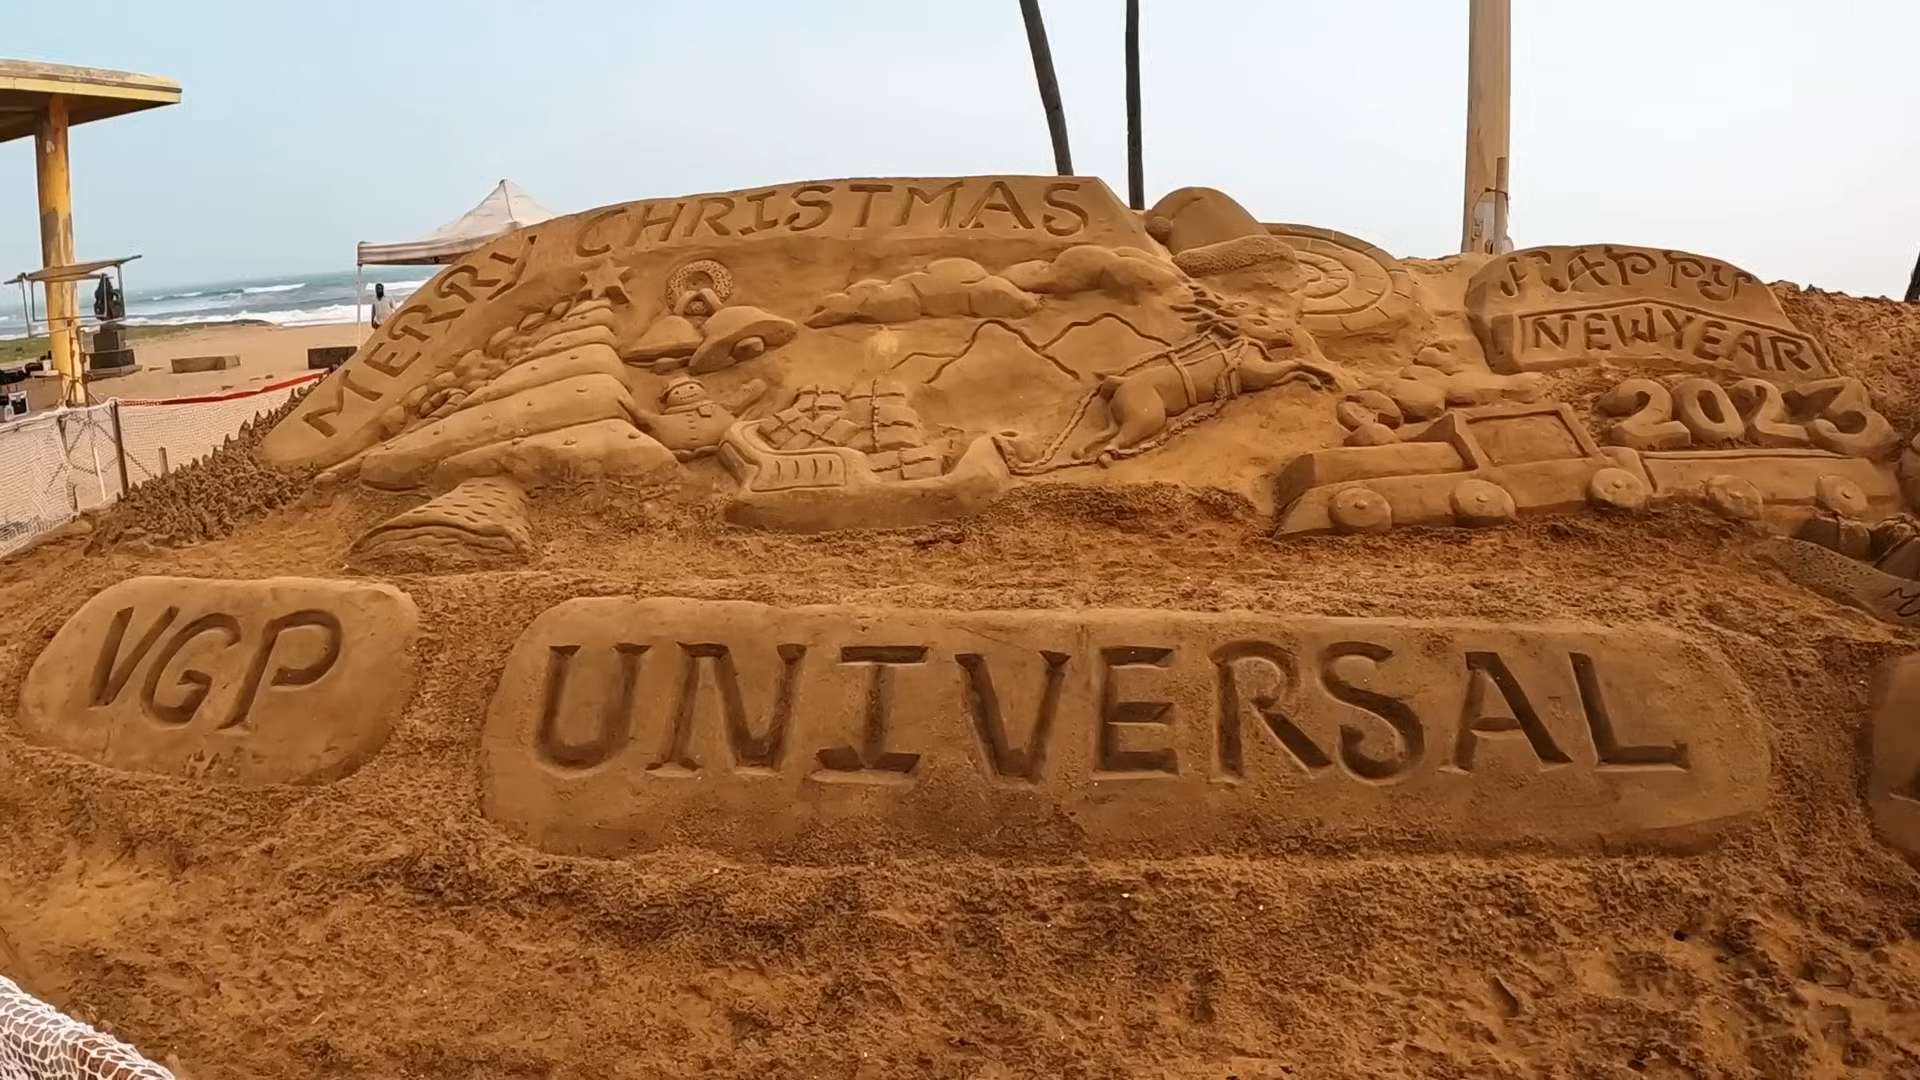 MERRY CHRISTMAS
HAPPY
NEW YEAR
2023
VGP
UNIVERSAL